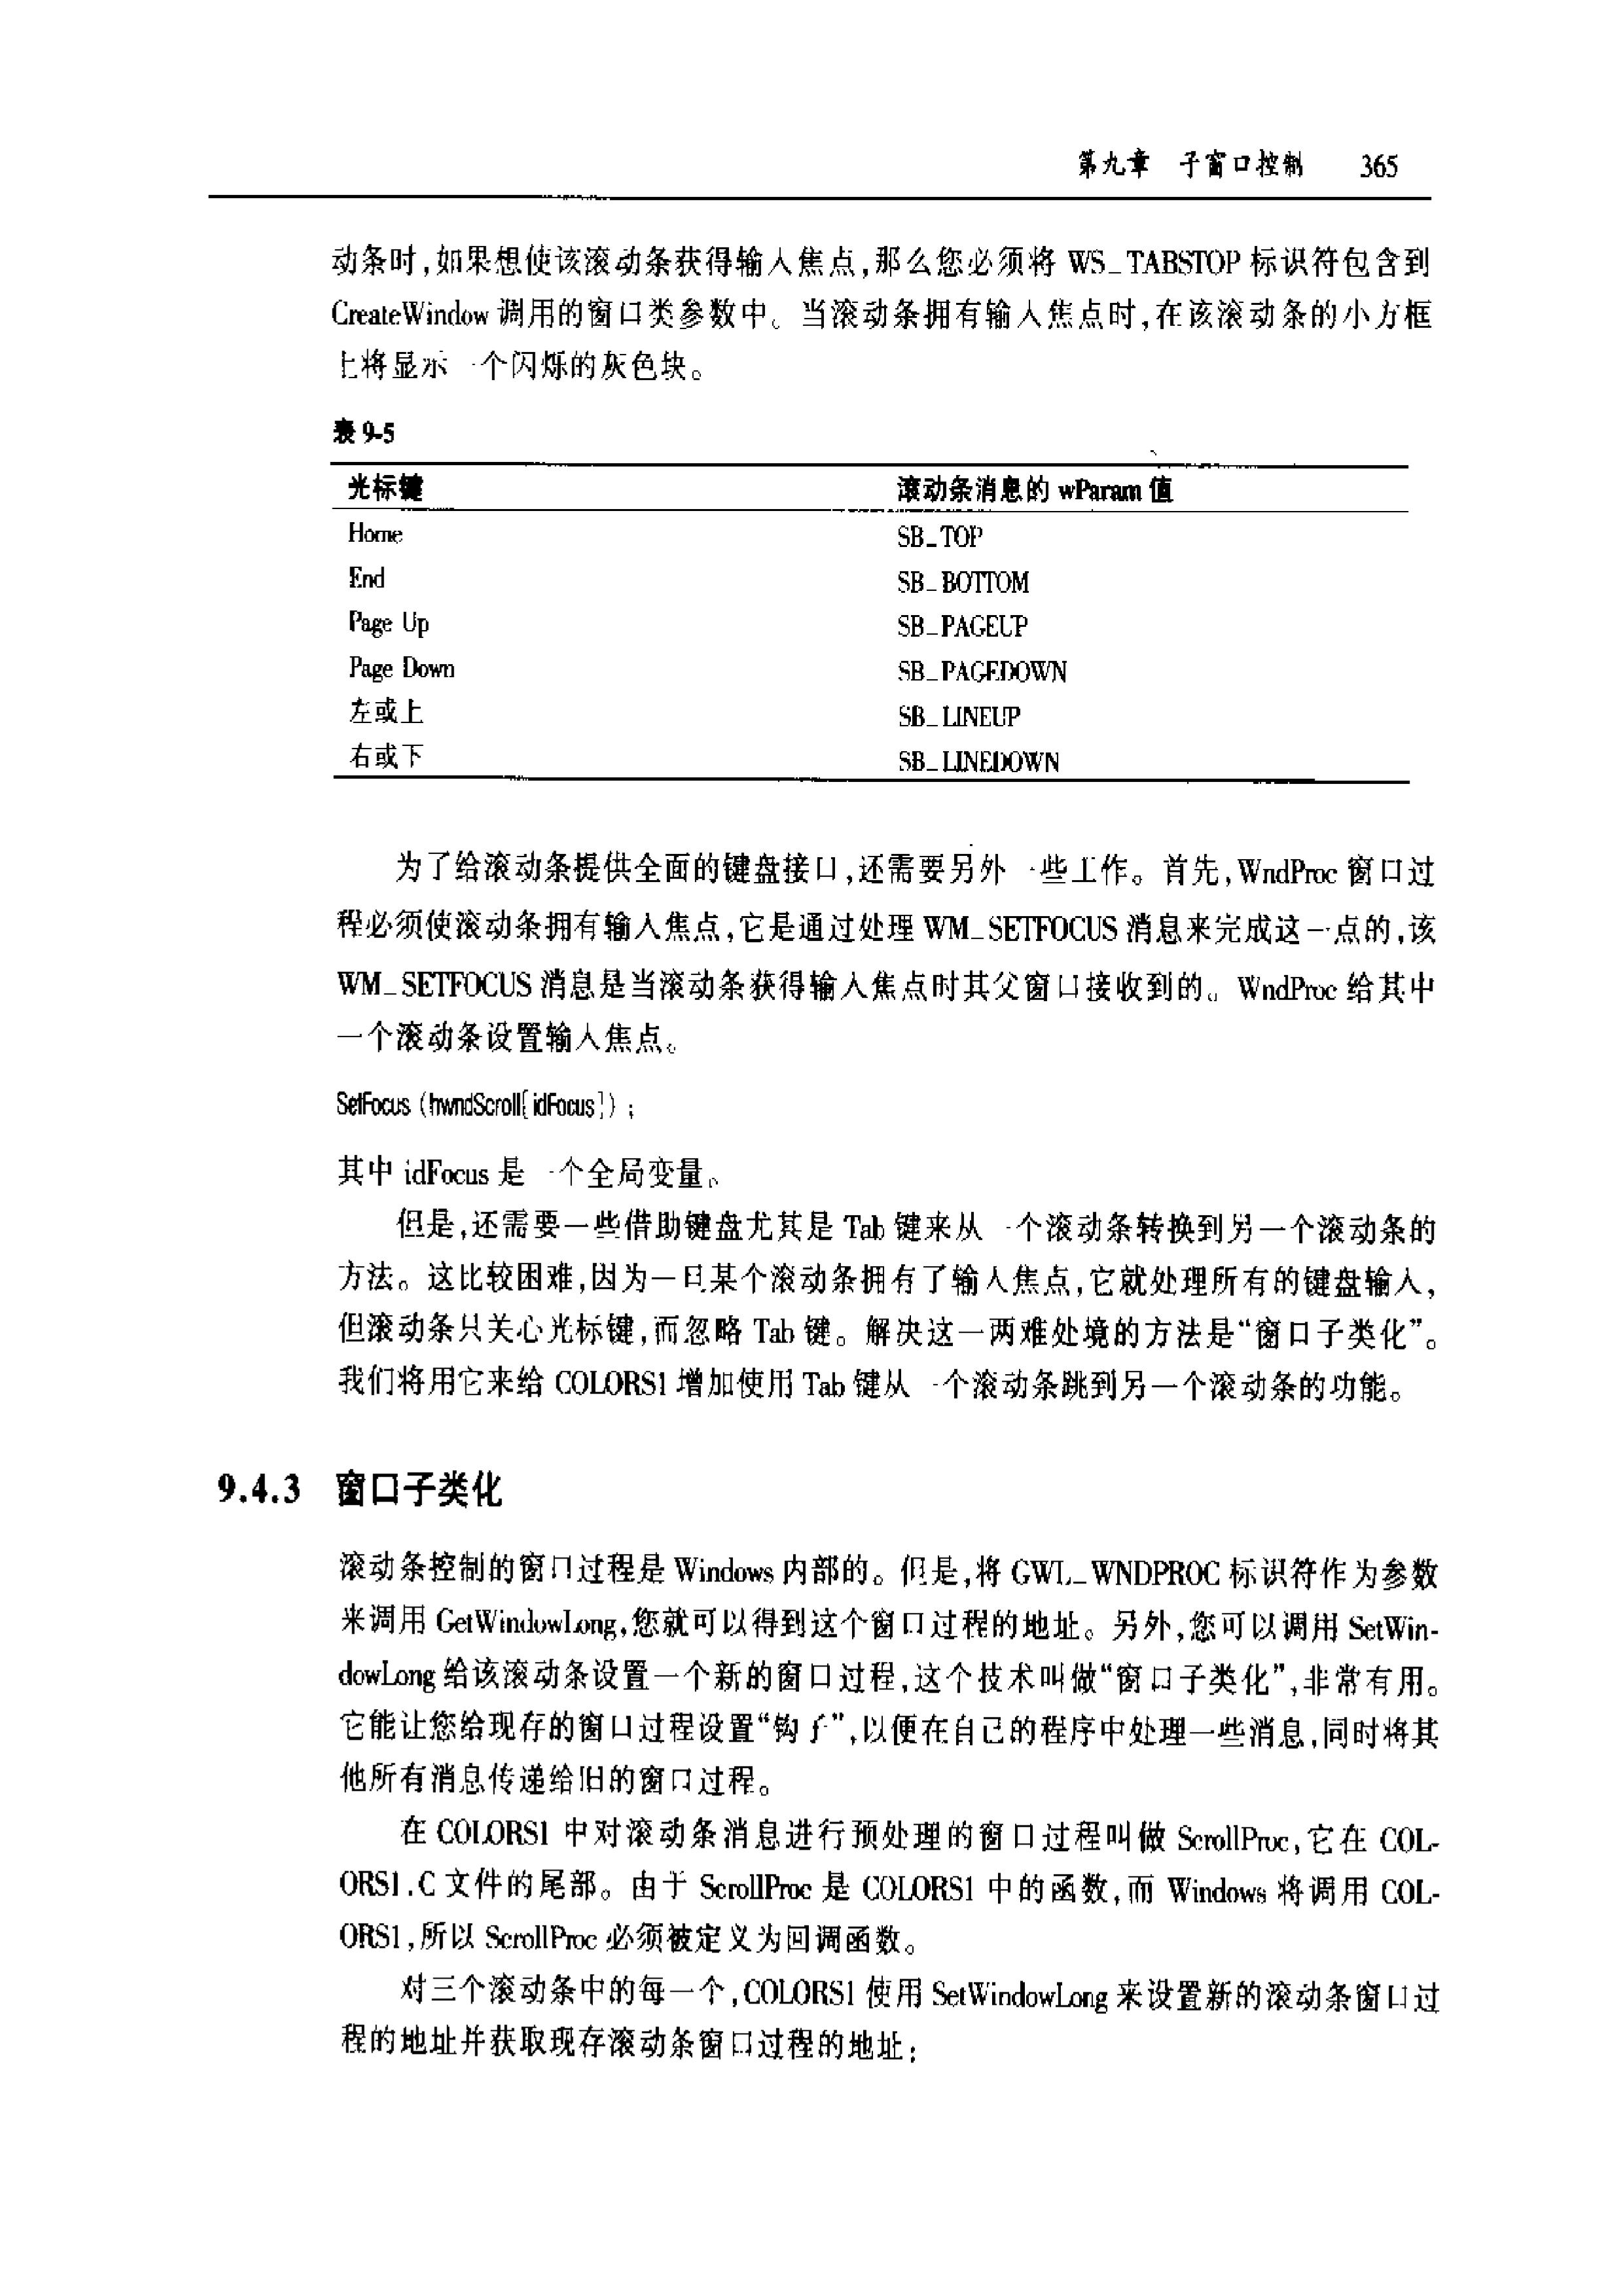 第九章 子窗口控制 365
动条时,如果想使该滚动条获得输入焦点,那么您必须将 WS_TABSTOP 标识符包含到
CreateWindow 调用的窗口类参数中。当滚动条拥有输入焦点时,在该滚动条的小方框
上将显示一个闪烁的灰色块。
表 9-5
光标键 滚动条消息的 wParam 值
Home SB_TOP
End SB_BOTTOM
Page Up SB_PAGEUP
Page Down SB_PAGEDOWN
左或上 SB_LINEUP
右或下 SB_LINEDOWN
为了给滚动条提供全面的键盘接口,还需要另外一些工作。首先,WndProc 窗口过
程必须使滚动条拥有输入焦点,它是通过处理 WM_SETFOCUS 消息来完成这一点的,该
WM_SETFOCUS 消息是当滚动条获得输入焦点时其父窗口接收到的。WndProc 给其中
一个滚动条设置输入焦点。
SetFocus (hwndScroll[idFocus]) ;
其中 idFocus 是一个全局变量。
但是,还需要一些借助键盘尤其是 Tab 键来从一个滚动条转换到另一个滚动条的
方法。这比较困难,因为一旦某个滚动条拥有了输入焦点,它就处理所有的键盘输入,
但滚动条只关心光标键,而忽略 Tab 键。解决这一两难处境的方法是“窗口子类化”。
我们将用它来给 COLORS1 增加使用 Tab 键从一个滚动条跳到另一个滚动条的功能。
9.4.3 窗口子类化
滚动条控制的窗口过程是 Windows 内部的。但是,将 GWL_WNDPROC 标识符作为参数
来调用 GetWindowLong,您就可以得到这个窗口过程的地址。另外,您可以调用 SetWin-
dowLong 给该滚动条设置一个新的窗口过程,这个技术叫做“窗口子类化”,非常有用。
它能让您给现存的窗口过程设置“钩子”,以便在自己的程序中处理一些消息,同时将其
他所有消息传递给旧的窗口过程。
在 COLORS1 中对滚动条消息进行预处理的窗口过程叫做 ScrollProc,它在 COL-
ORS1.C 文件的尾部。由于 ScrollProc 是 COLORS1 中的函数,而 Windows 将调用 COL-
ORS1,所以 ScrollProc 必须被定义为回调函数。
对三个滚动条中的每一个,COLORS1 使用 SetWindowLong 来设置新的滚动条窗口过
程的地址并获取现存滚动条窗口过程的地址: